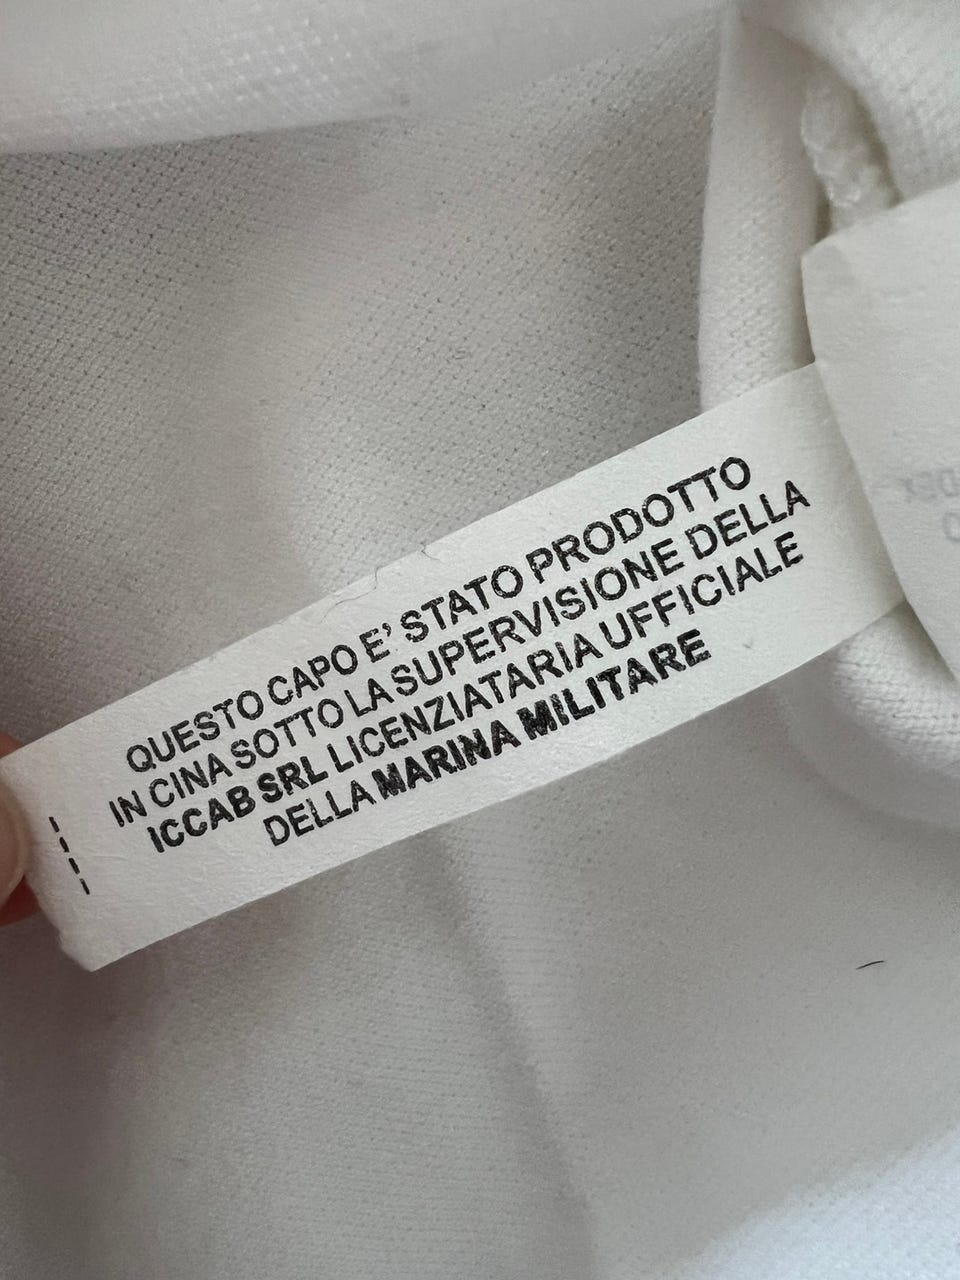 QUESTO CAPO E' STATO PRODOTTO
IN CINA SOTTO LA SUPERVISIONE DELLA
ICCAB SRL LICENZIATARIA UFFICIALE
DELLA MARINA MILITARE